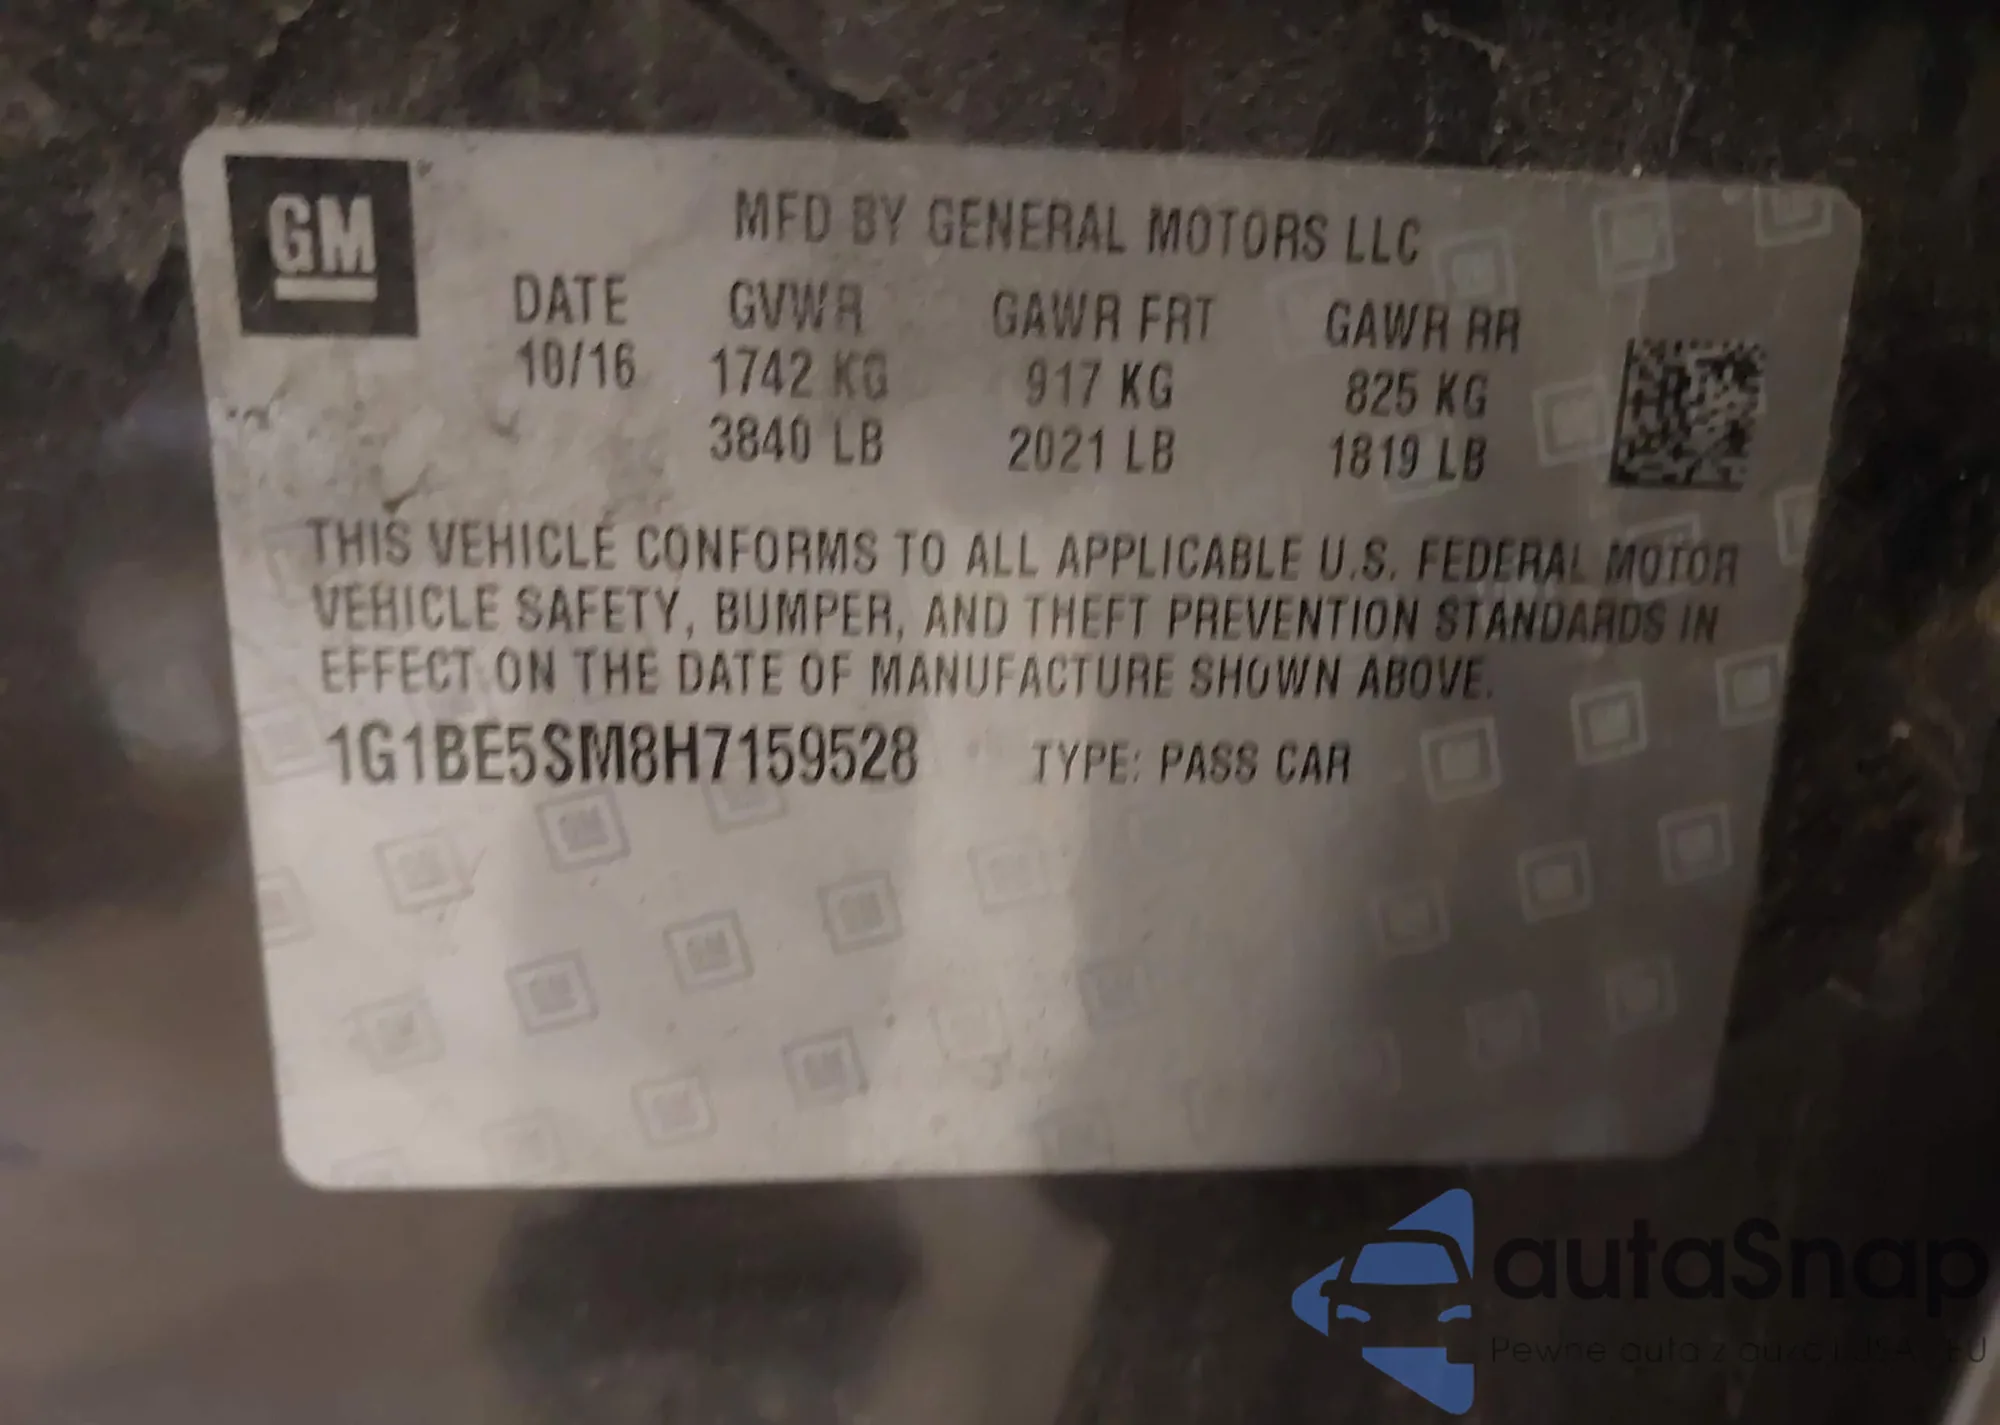 GM
MFD BY GENERAL MOTORS LLC
DATE GVWR GAWR FRT GAWR RR
10/16 1742 KG 917 KG 825 KG
3840 LB 2021 LB 1819 LB
THIS VEHICLE CONFORMS TO ALL APPLICABLE U.S. FEDERAL MOTOR
VEHICLE SAFETY, BUMPER, AND THEFT PREVENTION STANDARDS IN
EFFECT ON THE DATE OF MANUFACTURE SHOWN ABOVE.
1G1BE5SM8H7159528 TYPE: PASS CAR
autaSnap
Pewne auta z